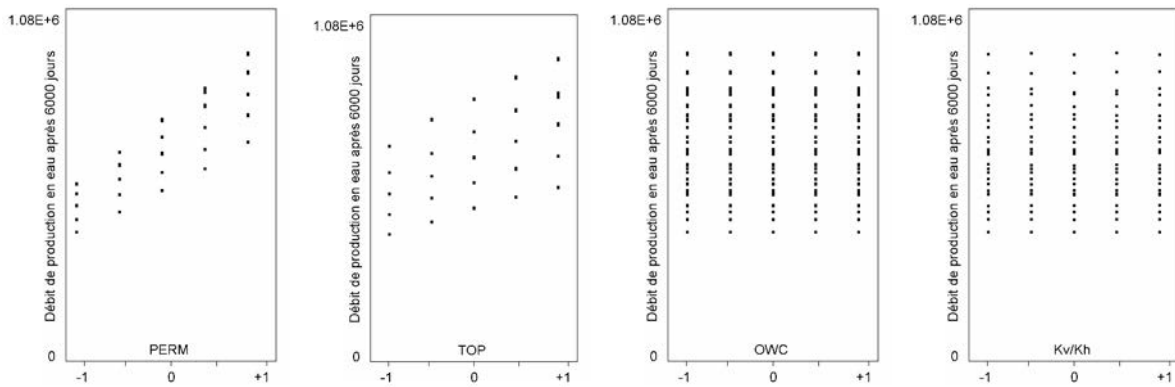 1.08E+6
Débit de production en eau après 6000 jours
0
PERM
-1 0 +1
1.08E+6
Débit de production en eau après 6000 jours
0
TOP
-1 0 +1
1.08E+6
Débit de production en eau après 6000 jours
0
OWC
-1 0 +1
1.08E+6
Débit de production en eau après 6000 jours
0
Kv/Kh
-1 0 +1